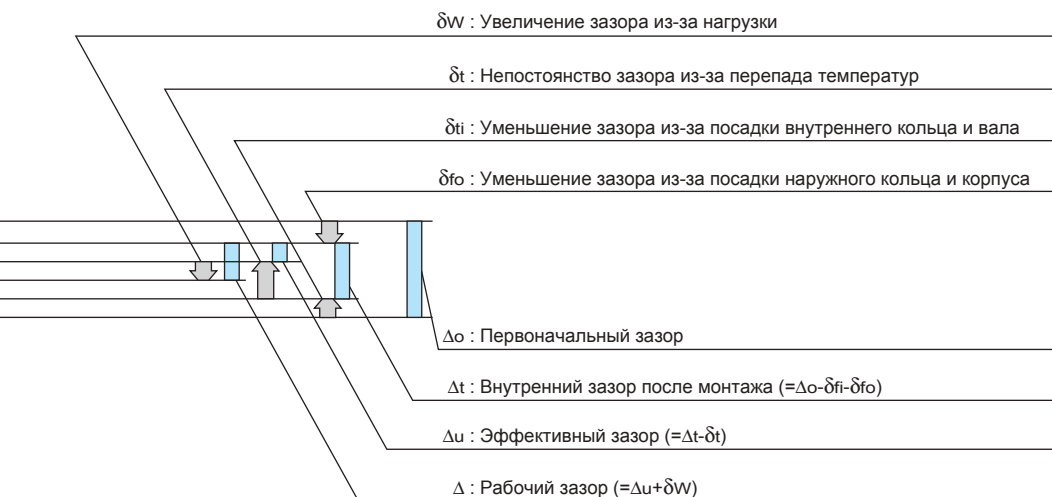 δw : Увеличение зазора из-за нагрузки
δt : Непостоянство зазора из-за перепада температур
δti : Уменьшение зазора из-за посадки внутреннего кольца и вала
δfo : Уменьшение зазора из-за посадки наружного кольца и корпуса
Δo : Первоначальный зазор
Δt : Внутренний зазор после монтажа (=Δo-δfi-δfo)
Δu : Эффективный зазор (=Δt-δt)
Δ : Рабочий зазор (=Δu+δw)